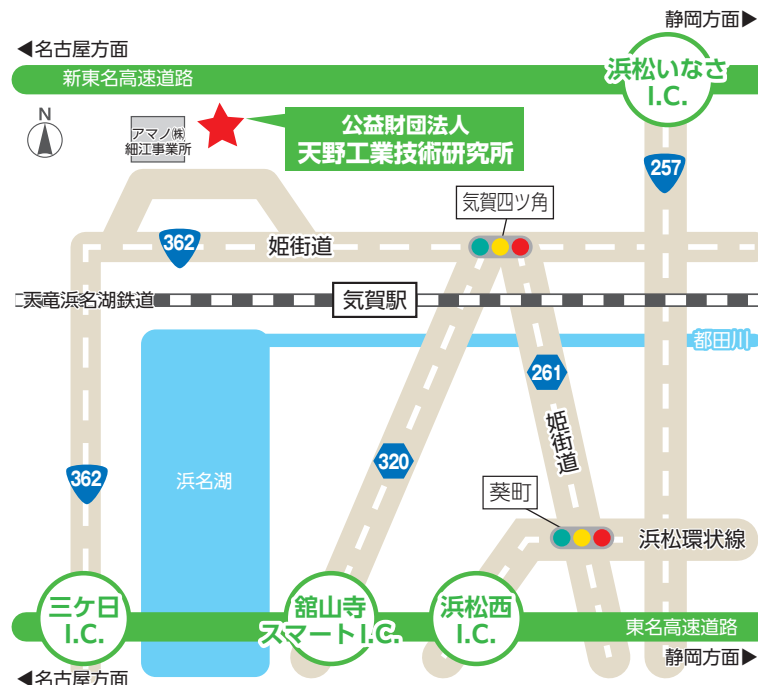 静岡方面▶
◀名古屋方面
新東名高速道路
浜松いなさ
I.C.
N
アマノ㈱
細江事業所
公益財団法人
天野工業技術研究所
257
気賀四ツ角
362
姫街道
天竜浜名湖鉄道
気賀駅
都田川
261
姫街道
320
362
浜名湖
葵町
浜松環状線
三ケ日
I.C.
舘山寺
スマートI.C.
浜松西
I.C.
東名高速道路
静岡方面▶
◀名古屋方面